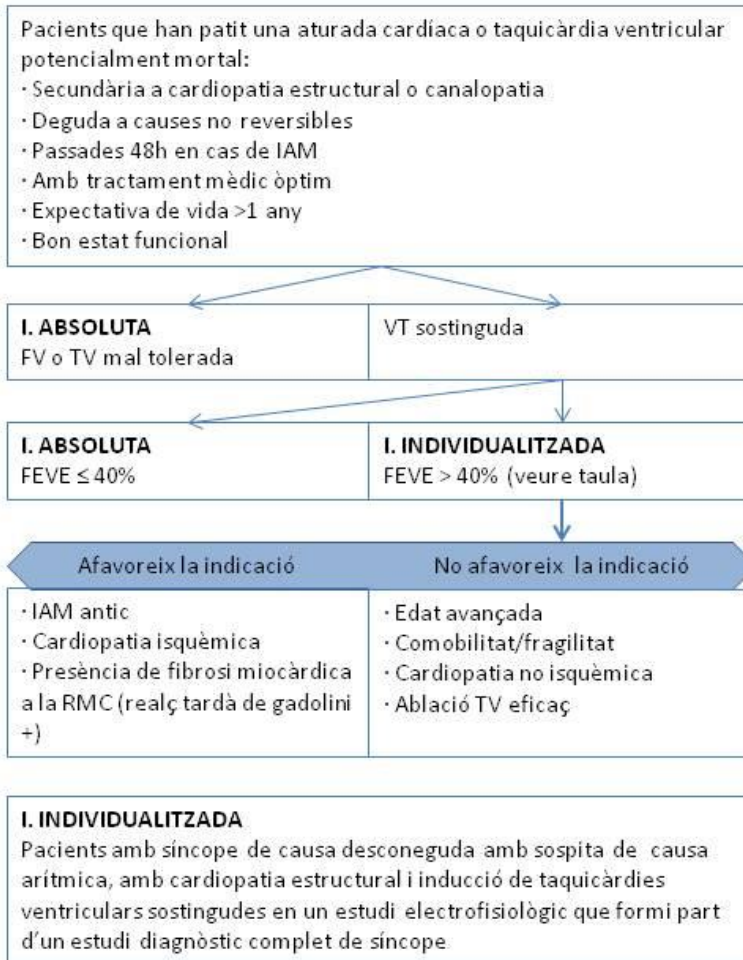 Pacients que han patit una aturada cardíaca o taquicàrdia ventricular
potencialment mortal:
· Secundària a cardiopatia estructural o canalopatia
· Deguda a causes no reversibles
· Passades 48h en cas de IAM
· Amb tractament mèdic òptim
· Expectativa de vida >1 any
· Bon estat funcional
I. ABSOLUTA
FV o TV mal tolerada
VT sostinguda
I. ABSOLUTA
FEVE ≤ 40%
I. INDIVIDUALITZADA
FEVE > 40% (veure taula)
Afavoreix la indicació
No afavoreix la indicació
· IAM antic
· Cardiopatia isquèmica
· Presència de fibrosi miocàrdica
a la RMC (realç tardà de gadolini
+)
· Edat avançada
· Comobilitat/fragilitat
· Cardiopatia no isquèmica
· Ablació TV eficaç
I. INDIVIDUALITZADA
Pacients amb síncope de causa desconeguda amb sospita de causa
arítmica, amb cardiopatia estructural i inducció de taquicàrdies
ventriculars sostingudes en un estudi electrofisiològic que formi part
d'un estudi diagnòstic complet de síncope